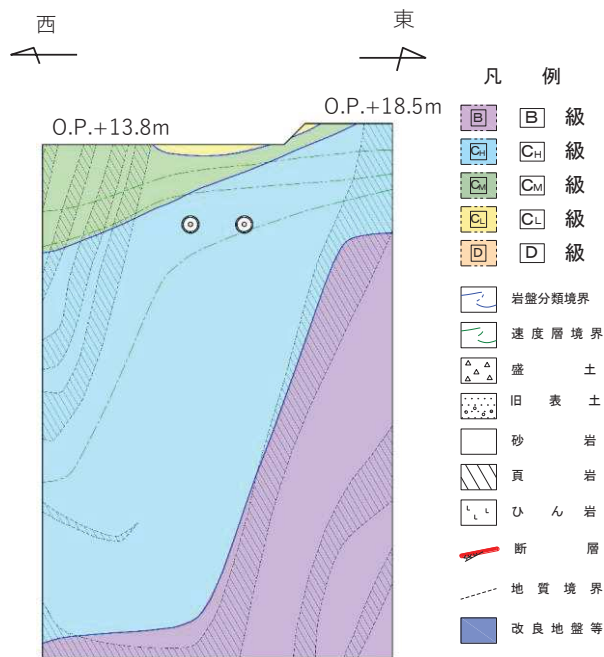 西
東
O.P.+13.8m
O.P.+18.5m
凡 例
B B 級
CH CH 級
CM CM 級
CL CL 級
D D 級
岩盤分類境界
速度層境界
盛土
旧表土
砂岩
頁岩
ひん岩
断層
地質境界
改良地盤等